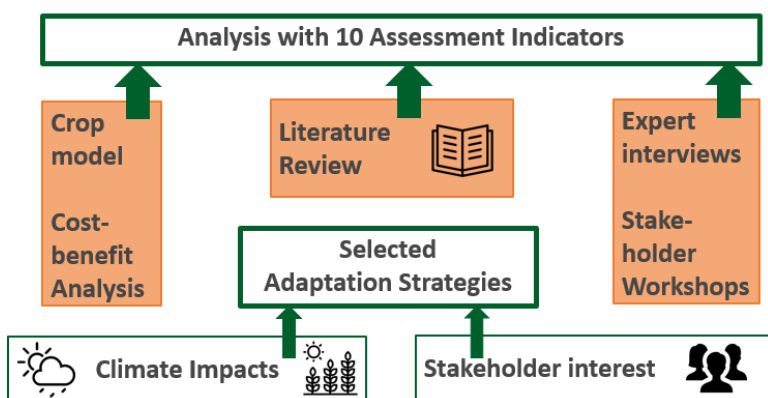 Analysis with 10 Assessment Indicators
Crop
model
Cost-
benefit
Analysis
Literature
Review
Expert
interviews
Stake-
holder
Workshops
Selected
Adaptation Strategies
Climate Impacts
Stakeholder interest